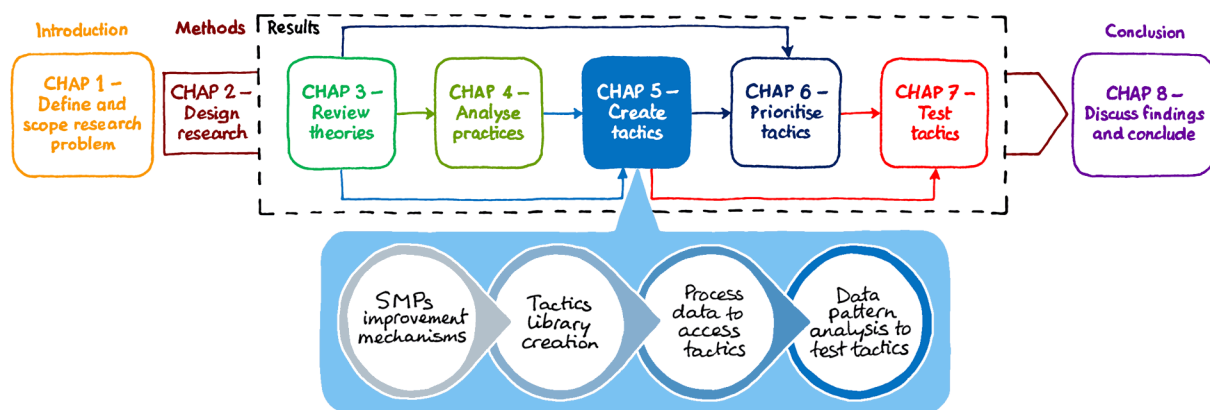 Introduction
Methods
Results
Conclusion
CHAP 1 –
Define and
scope research
problem
CHAP 2 –
Design
research
CHAP 3 –
Review
theories
CHAP 4 –
Analyse
practices
CHAP 5 –
Create
tactics
CHAP 6 –
Prioritise
tactics
CHAP 7 –
Test
tactics
CHAP 8 –
Discuss findings
and conclude
SMPs
improvement
mechanisms
Tactics
library
creation
Process
data to
access
tactics
Data
pattern
analysis to
test tactics